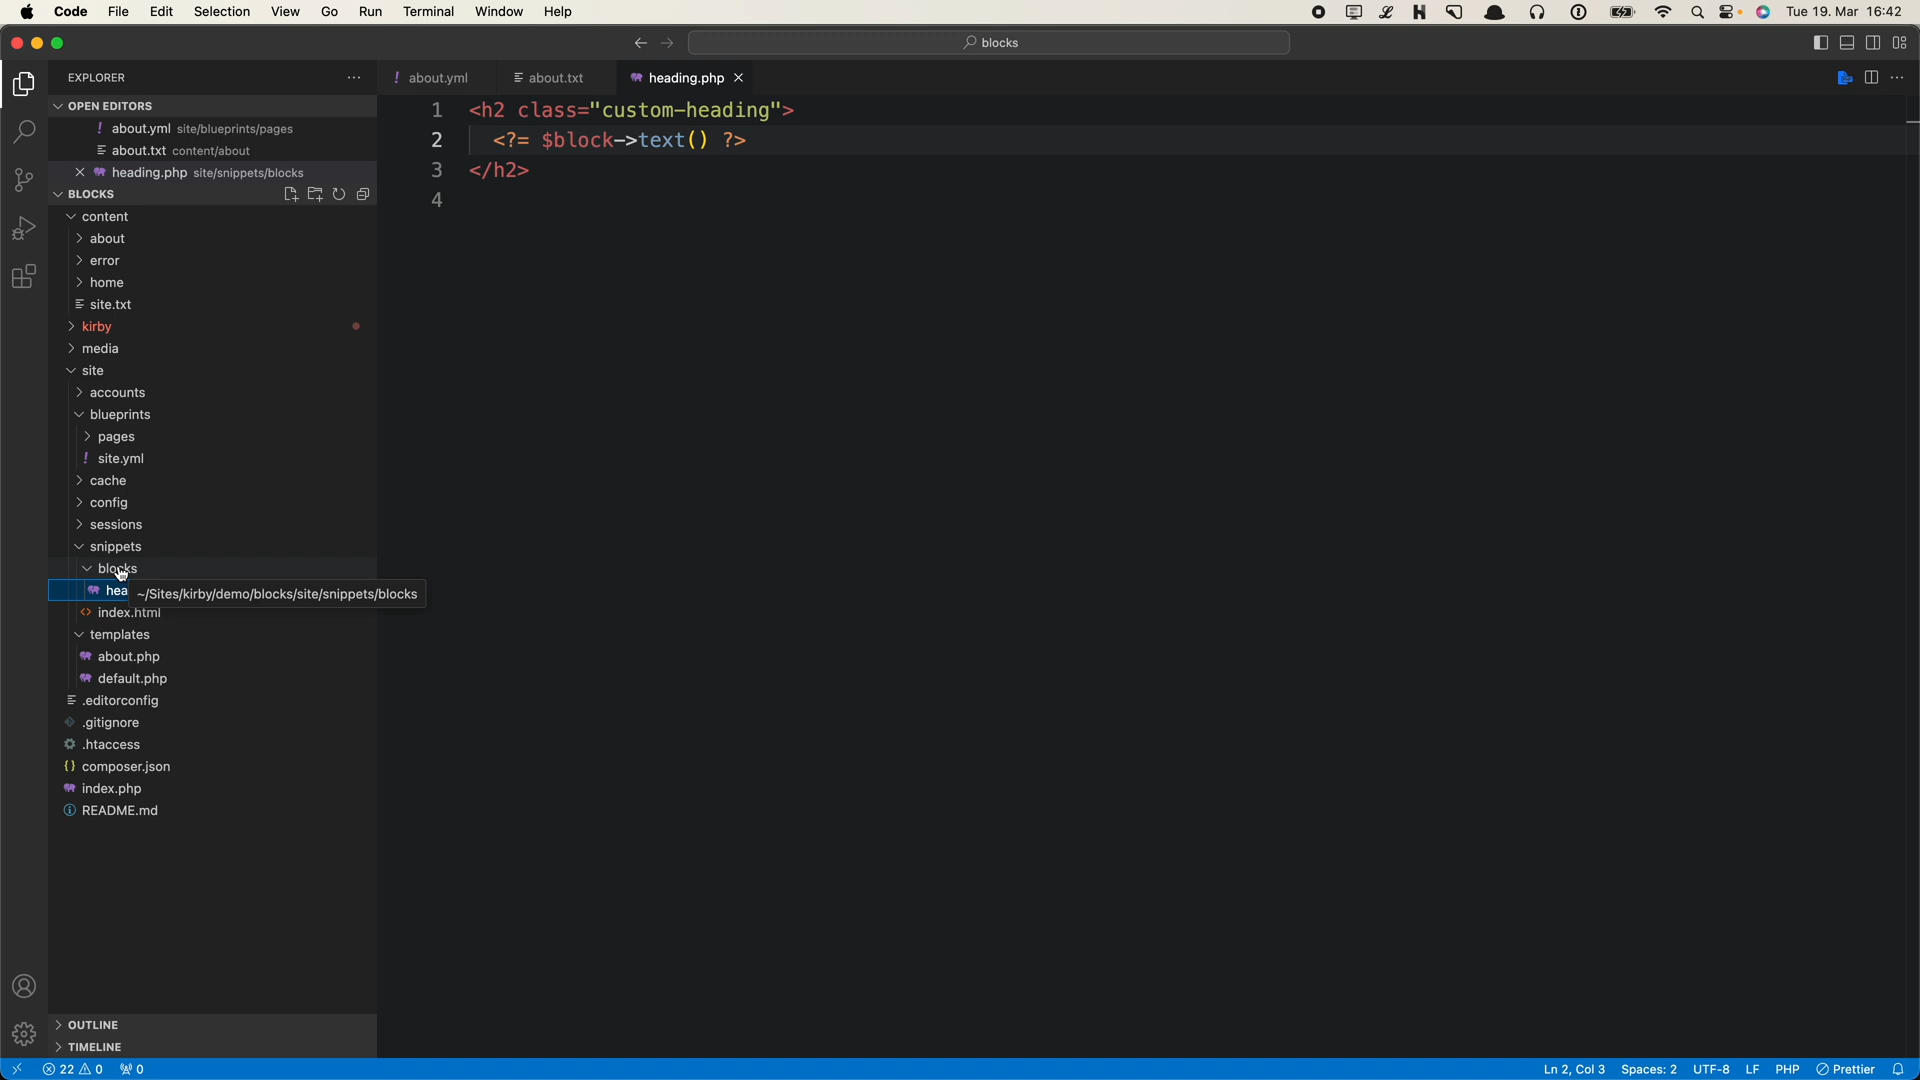 Code File Edit Selection View Go Run Terminal Window Help Tue 19. Mar 16:42
blocks
EXPLORER
about.yml
about.txt
heading.php
OPEN EDITORS
about.yml site/blueprints/pages
about.txt content/about
heading.php site/snippets/blocks
BLOCKS
content
about
error
home
site.txt
kirby
media
site
accounts
blueprints
pages
site.yml
cache
config
sessions
snippets
blocks
hea
~/Sites/kirby/demo/blocks/site/snippets/blocks
index.html
templates
about.php
default.php
.editorconfig
.gitignore
.htaccess
composer.json
index.php
README.md
OUTLINE
TIMELINE
1 <h2 class="custom-heading">
2 <?= $block->text() ?>
3 </h2>
4
22 0 0 Ln 2, Col 3 Spaces: 2 UTF-8 LF PHP Prettier